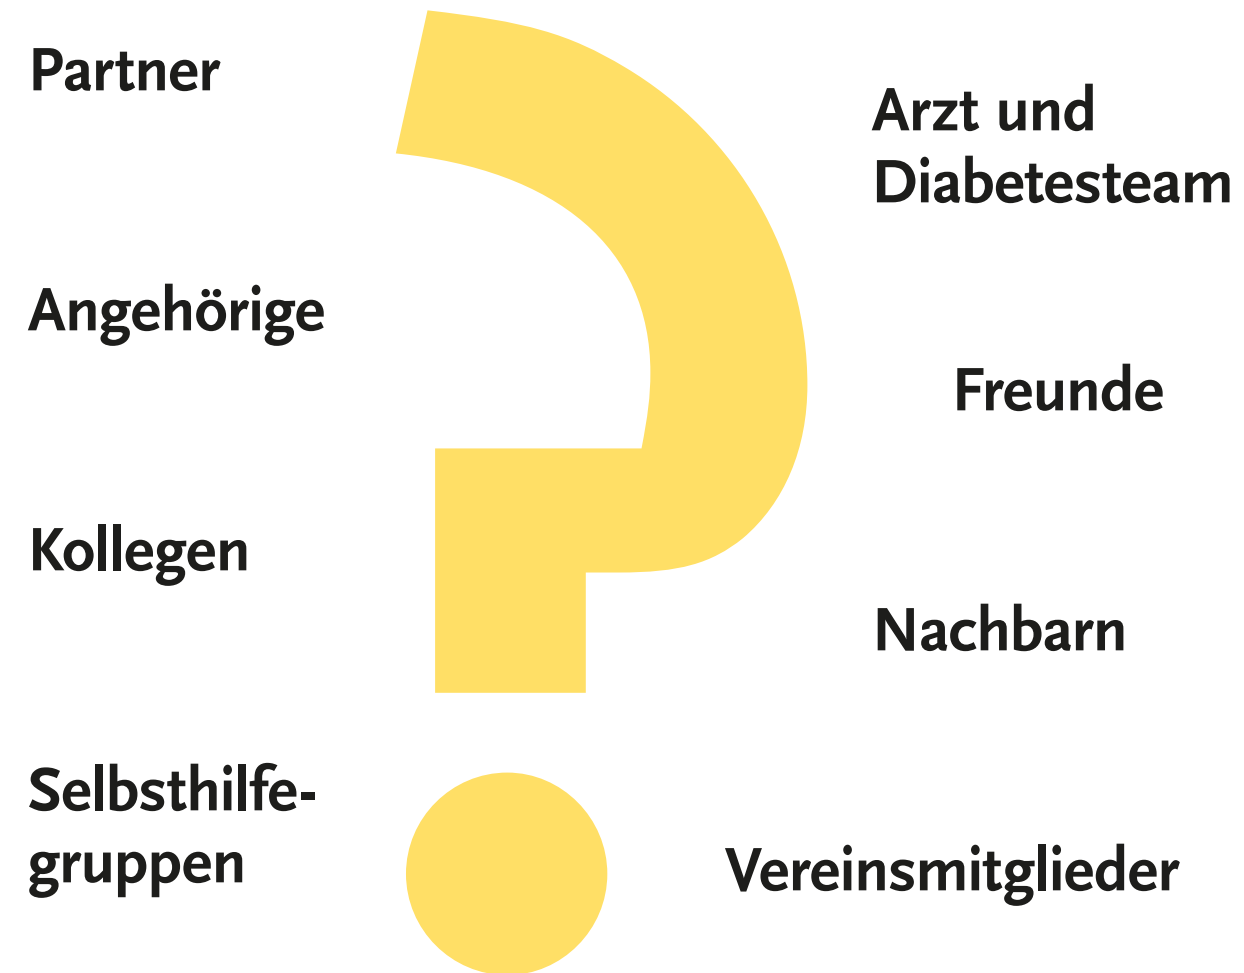 Partner
Angehörige
Kollegen
Selbsthilfe-
gruppen
Arzt und
Diabetesteam
Freunde
Nachbarn
Vereinsmitglieder